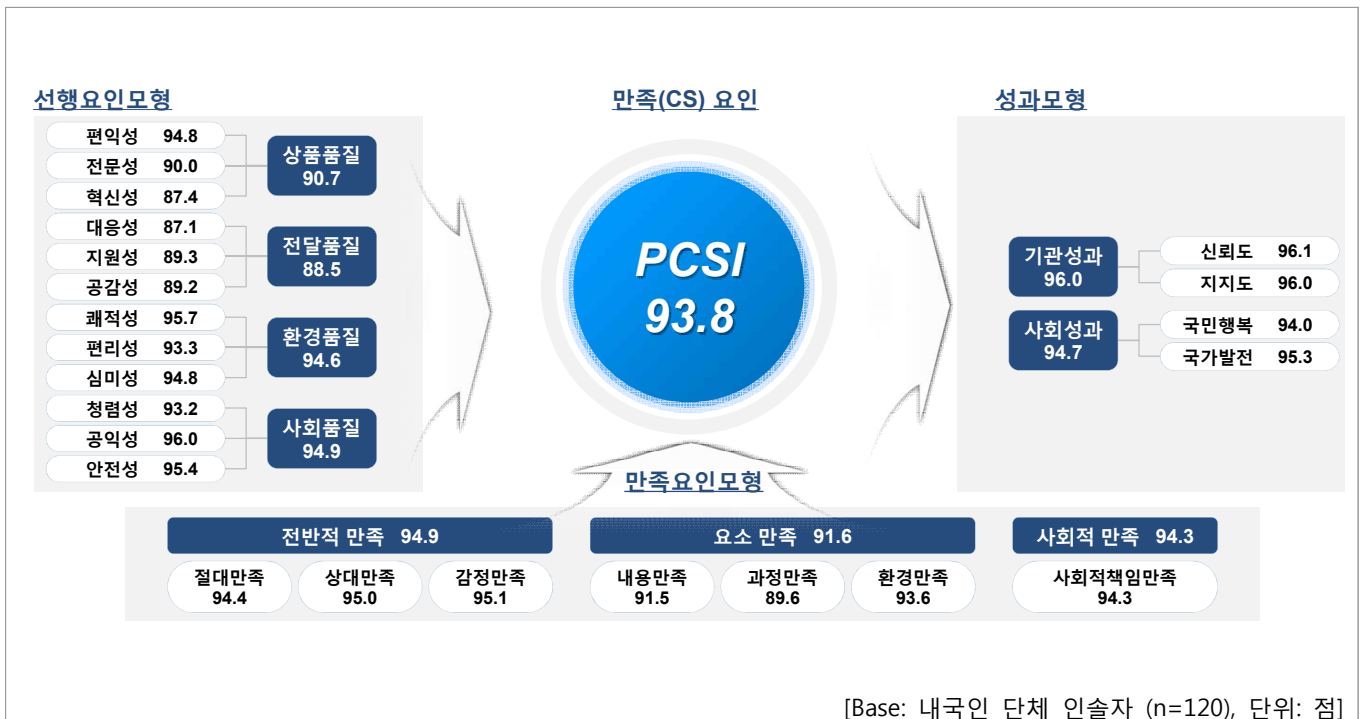 선행요인모형
편익성 94.8
전문성 90.0
혁신성 87.4
상품품질
90.7
대응성 87.1
지원성 89.3
공감성 89.2
전달품질
88.5
쾌적성 95.7
편리성 93.3
심미성 94.8
환경품질
94.6
청렴성 93.2
공익성 96.0
안전성 95.4
사회품질
94.9
만족(CS) 요인
PCSI
93.8
성과모형
기관성과
96.0
신뢰도 96.1
지지도 96.0
사회성과
94.7
국민행복 94.0
국가발전 95.3
만족요인모형
전반적 만족 94.9
절대만족
94.4
상대만족
95.0
감정만족
95.1
요소 만족 91.6
내용만족
91.5
과정만족
89.6
환경만족
93.6
사회적 만족 94.3
사회적책임만족
94.3
[Base: 내국인 단체 인솔자 (n=120), 단위: 점]